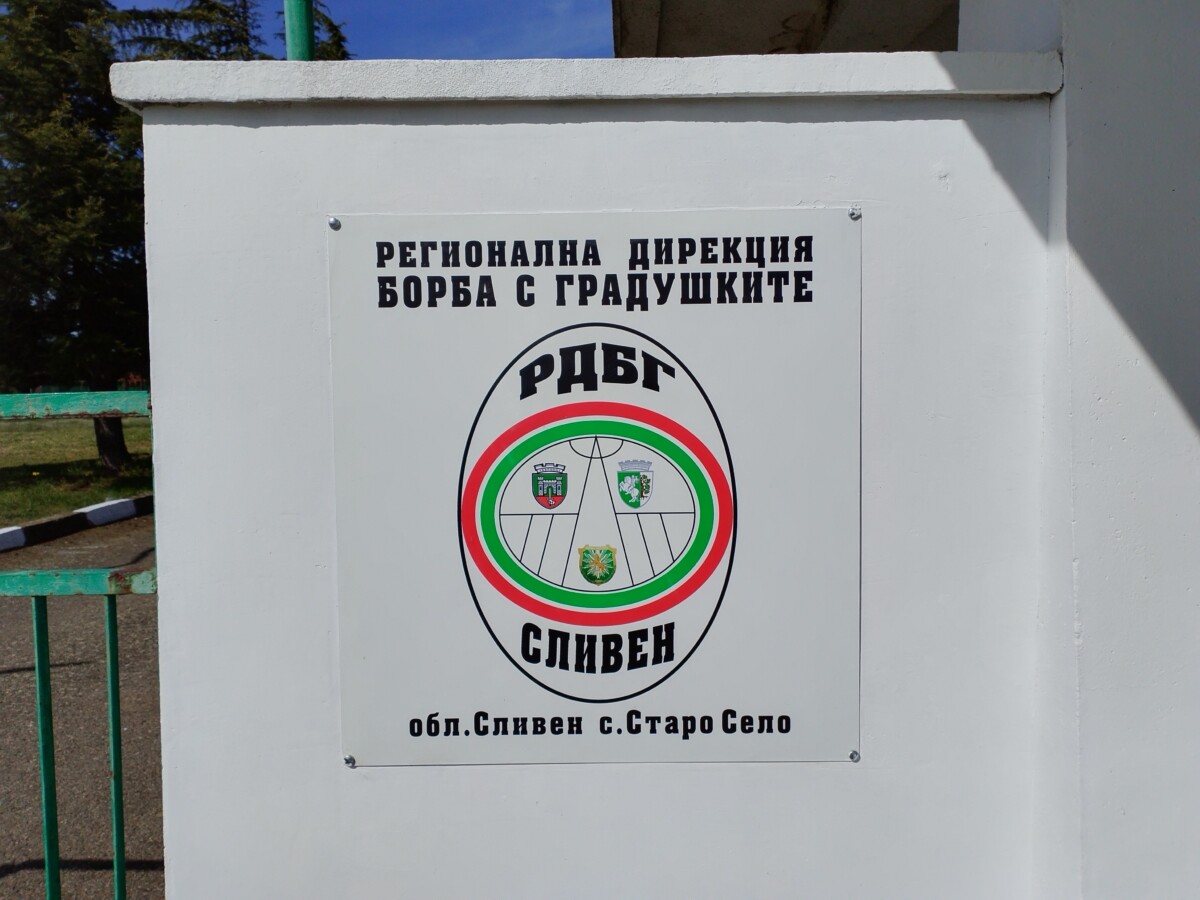 РЕГИОНАЛНА ДИРЕКЦИЯ
БОРБА С ГРАДУШКИТЕ
РДБГ
СЛИВЕН
обл.Сливен с.Старо Село